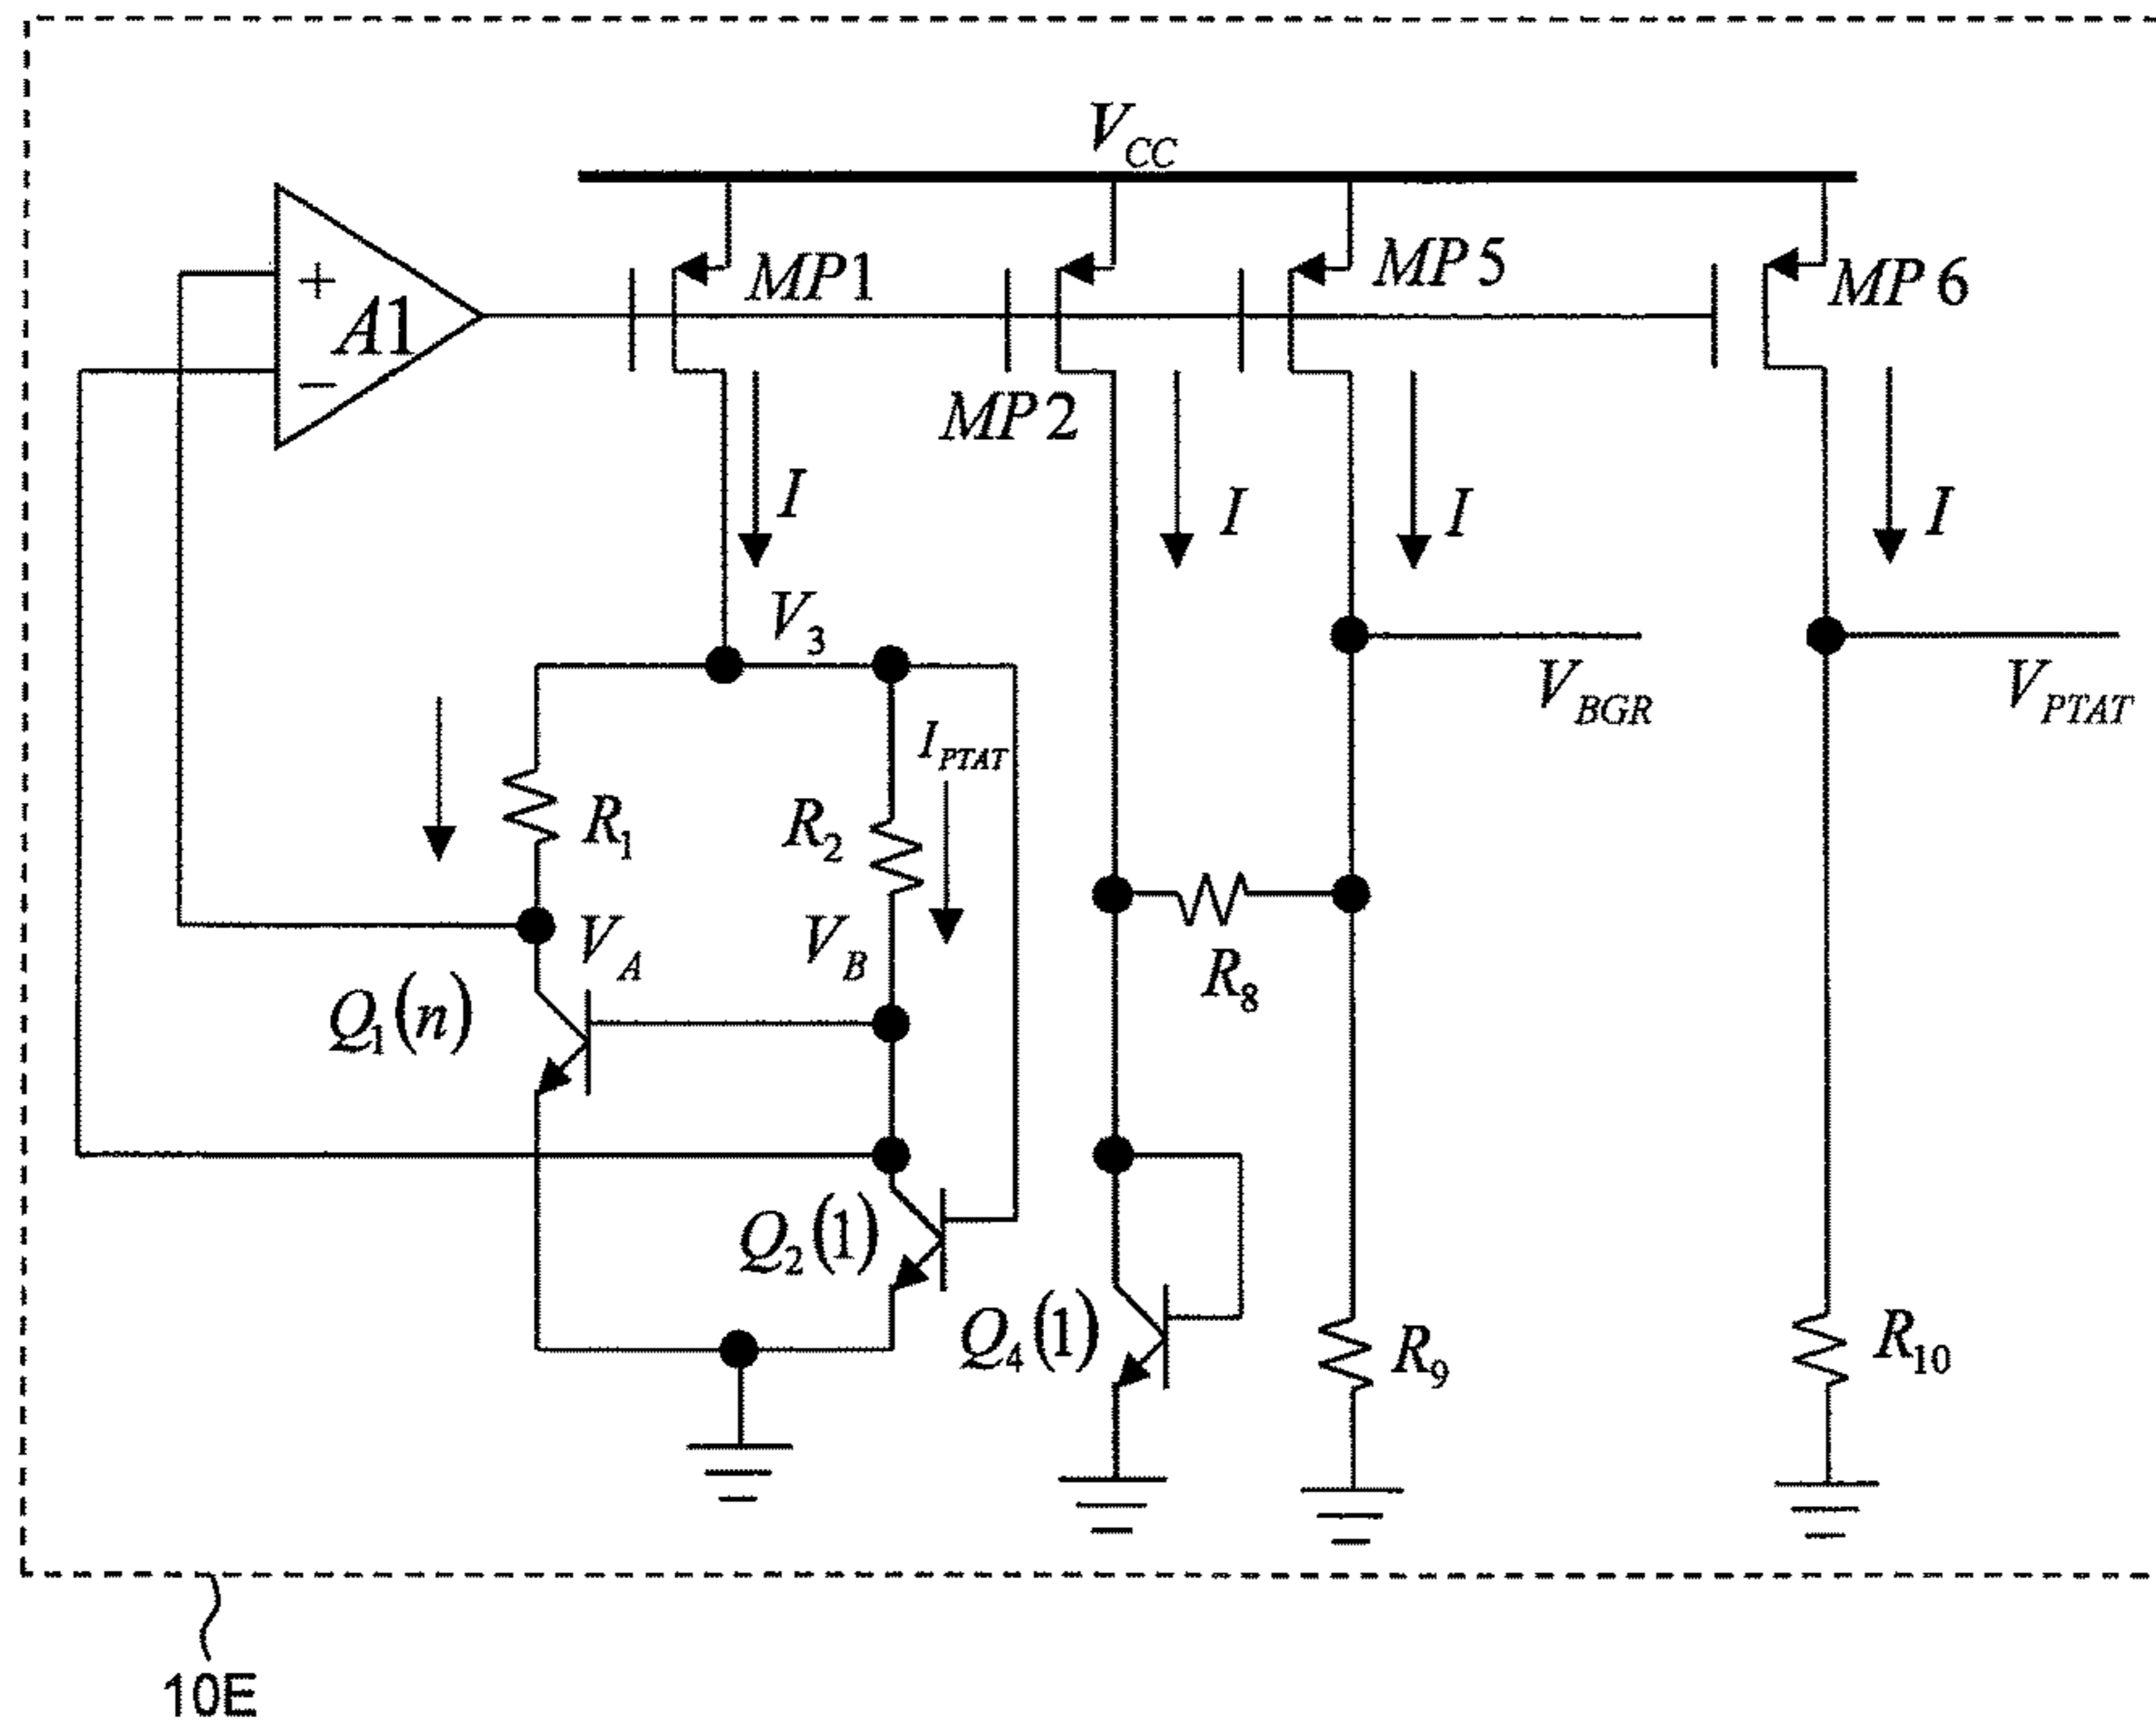 V_CC
+
A1
−
MP1
MP2
MP5
MP6
I
I
I
I
V_3
V_BGR
V_PTAT
I_PTAT
R_1
R_2
V_A
V_B
R_8
Q_1(n)
Q_2(1)
Q_4(1)
R_9
R_10
10E